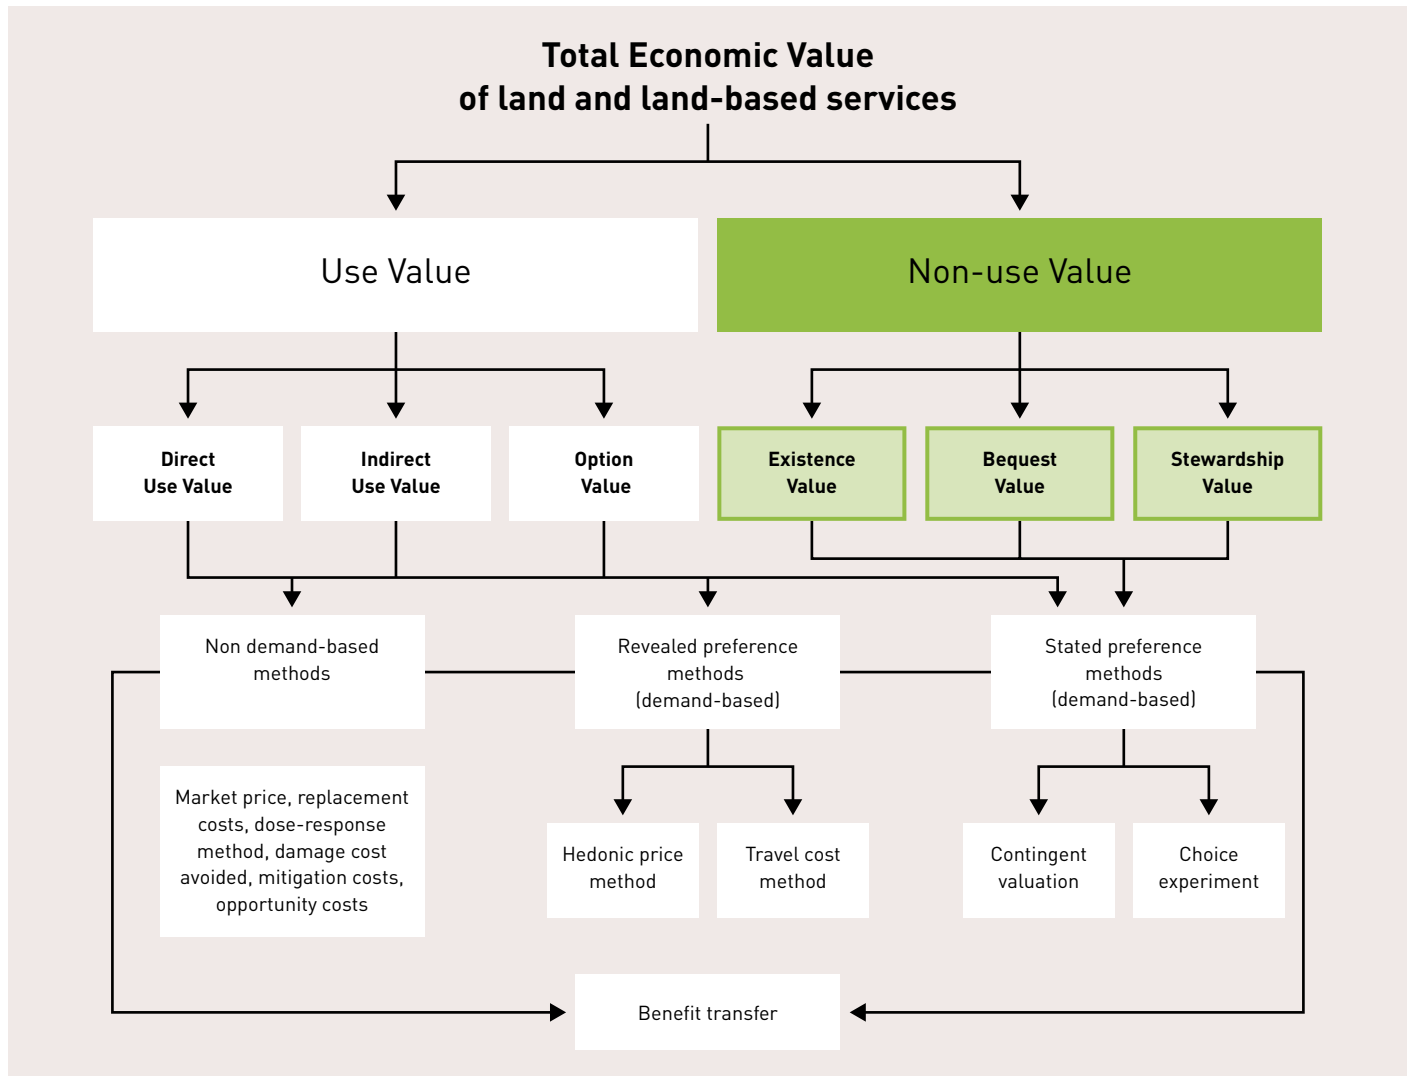 Total Economic Value
of land and land-based services
Use Value
Non-use Value
Direct
Use Value
Indirect
Use Value
Option
Value
Existence
Value
Bequest
Value
Stewardship
Value
Non demand-based
methods
Revealed preference
methods
(demand-based)
Stated preference
methods
(demand-based)
Market price, replacement
costs, dose-response
method, damage cost
avoided, mitigation costs,
opportunity costs
Hedonic price
method
Travel cost
method
Contingent
valuation
Choice
experiment
Benefit transfer